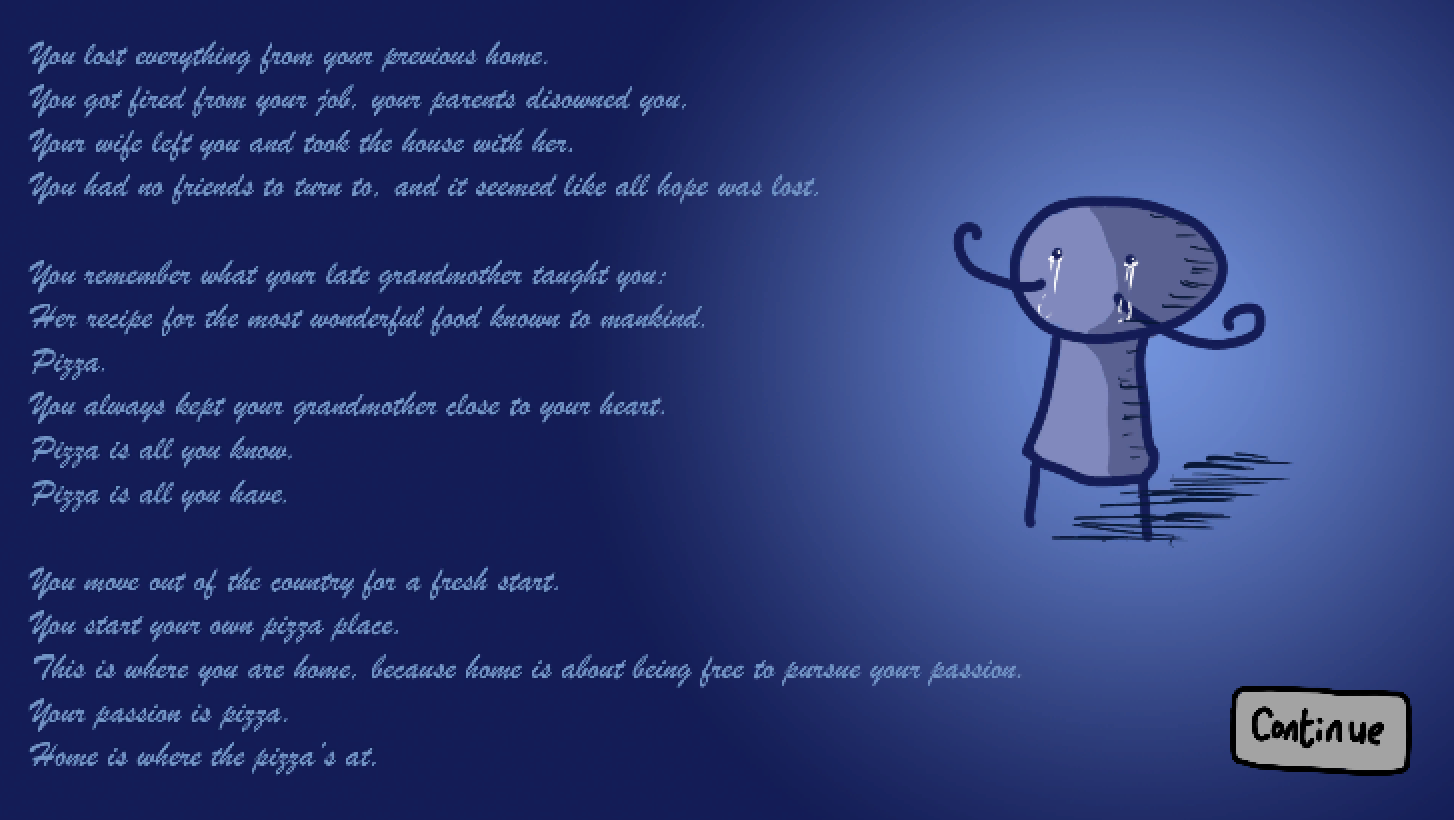 You lost everything from your previous home.
You got fired from your job, your parents disowned you,
Your wife left you and took the house with her.
You had no friends to turn to, and it seemed like all hope was lost.
You remember what your late grandmother taught you:
Her recipe for the most wonderful food known to mankind.
Pizza.
You always kept your grandmother close to your heart.
Pizza is all you know.
Pizza is all you have.
You move out of the country for a fresh start.
You start your own pizza place.
This is where you are home, because home is about being free to pursue your passion.
Your passion is pizza.
Home is where the pizza's at.
Continue